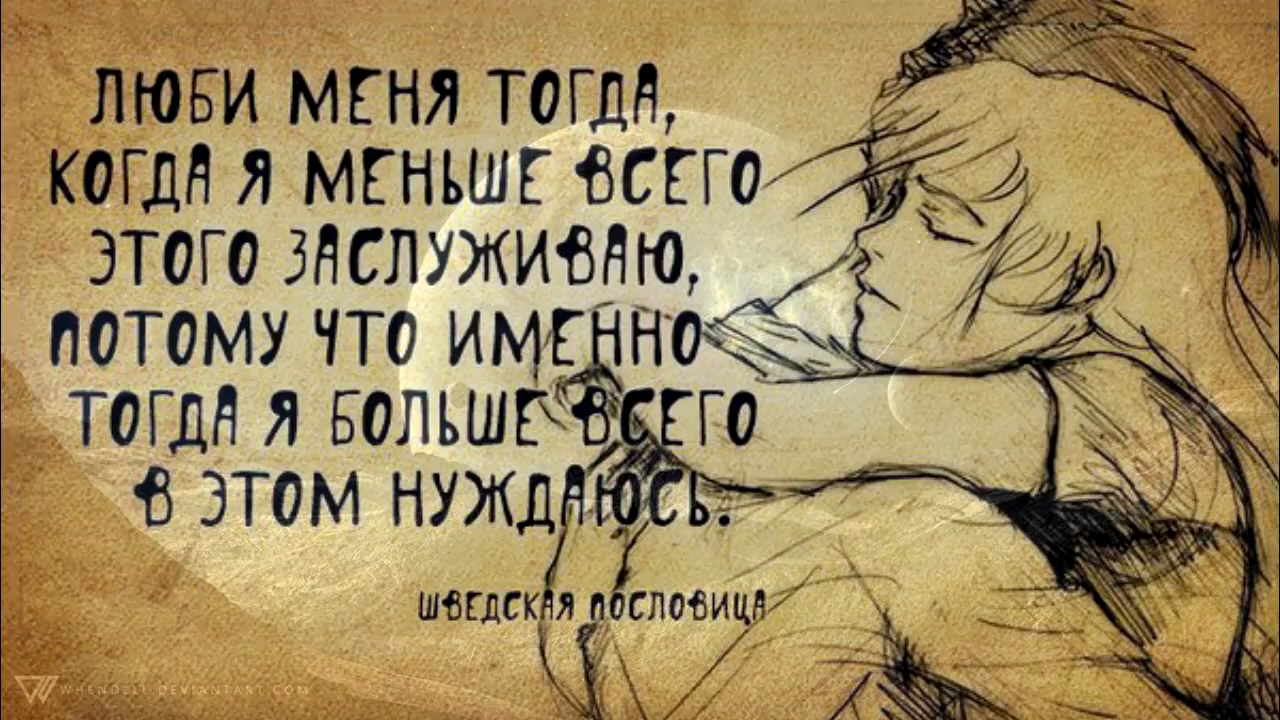 ЛЮБИ МЕНЯ ТОГДА,
КОГДА Я МЕНЬШЕ ВСЕГО
ЭТОГО ЗАСЛУЖИВАЮ,
ПОТОМУ ЧТО ИМЕННО
ТОГДА Я БОЛЬШЕ ВСЕГО
В ЭТОМ НУЖДАЮСЬ.
ШВЕДСКАЯ ПОСЛОВИЦА
WHENDELL.DEVIANTART.COM